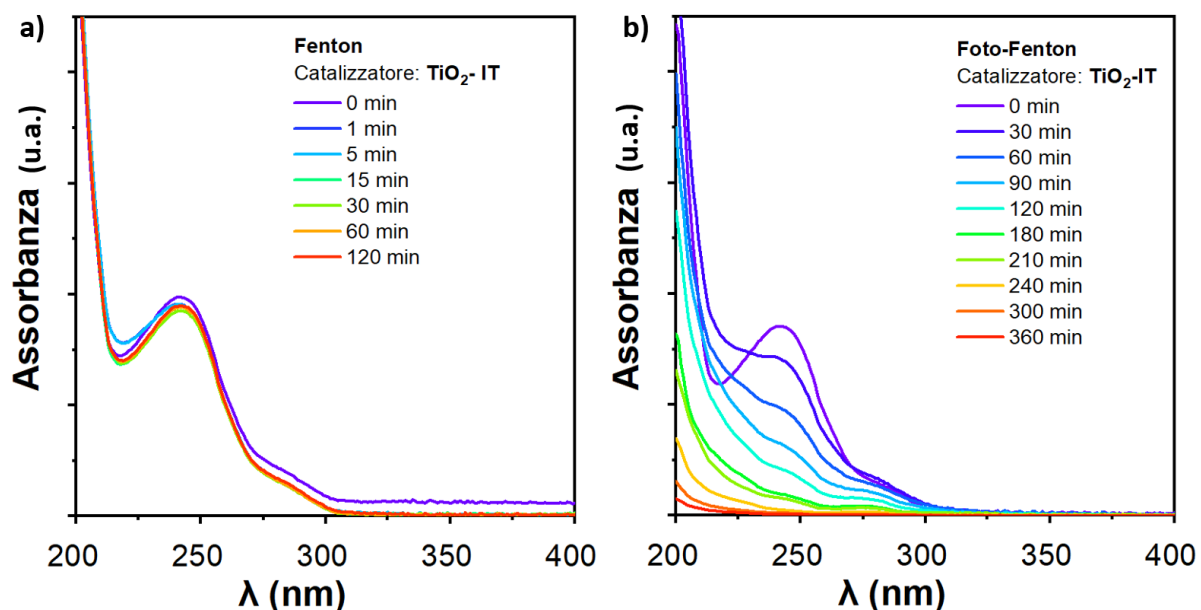 a)
Fenton
Catalizzatore: TiO₂- IT
0 min
1 min
5 min
15 min
30 min
60 min
120 min
Assorbanza (u.a.)
200 250 300 350 400
λ (nm)
b)
Foto-Fenton
Catalizzatore: TiO₂-IT
0 min
30 min
60 min
90 min
120 min
180 min
210 min
240 min
300 min
360 min
Assorbanza (u.a.)
200 250 300 350 400
λ (nm)